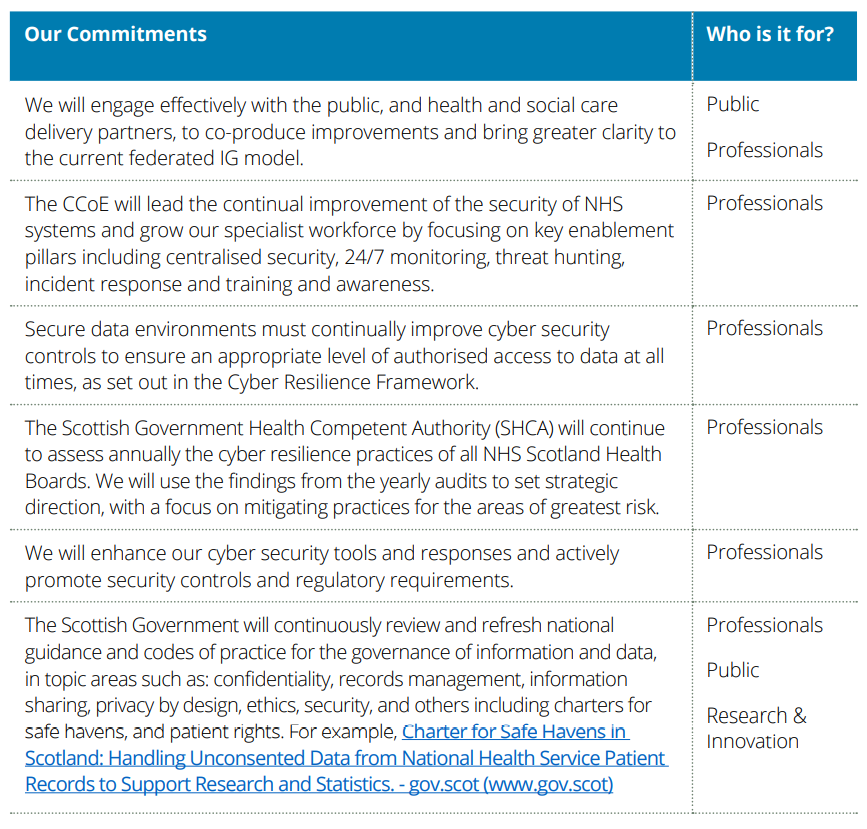 Our Commitments
Who is it for?
We will engage effectively with the public, and health and social care
delivery partners, to co-produce improvements and bring greater clarity to
the current federated IG model.
Public
Professionals
The CCoE will lead the continual improvement of the security of NHS
systems and grow our specialist workforce by focusing on key enablement
pillars including centralised security, 24/7 monitoring, threat hunting,
incident response and training and awareness.
Professionals
Secure data environments must continually improve cyber security
controls to ensure an appropriate level of authorised access to data at all
times, as set out in the Cyber Resilience Framework.
Professionals
The Scottish Government Health Competent Authority (SHCA) will continue
to assess annually the cyber resilience practices of all NHS Scotland Health
Boards. We will use the findings from the yearly audits to set strategic
direction, with a focus on mitigating practices for the areas of greatest risk.
Professionals
We will enhance our cyber security tools and responses and actively
promote security controls and regulatory requirements.
Professionals
The Scottish Government will continuously review and refresh national
guidance and codes of practice for the governance of information and data,
in topic areas such as: confidentiality, records management, information
sharing, privacy by design, ethics, security, and others including charters for
safe havens, and patient rights. For example, Charter for Safe Havens in
Scotland: Handling Unconsented Data from National Health Service Patient
Records to Support Research and Statistics. - gov.scot (www.gov.scot)
Professionals
Public
Research &
Innovation